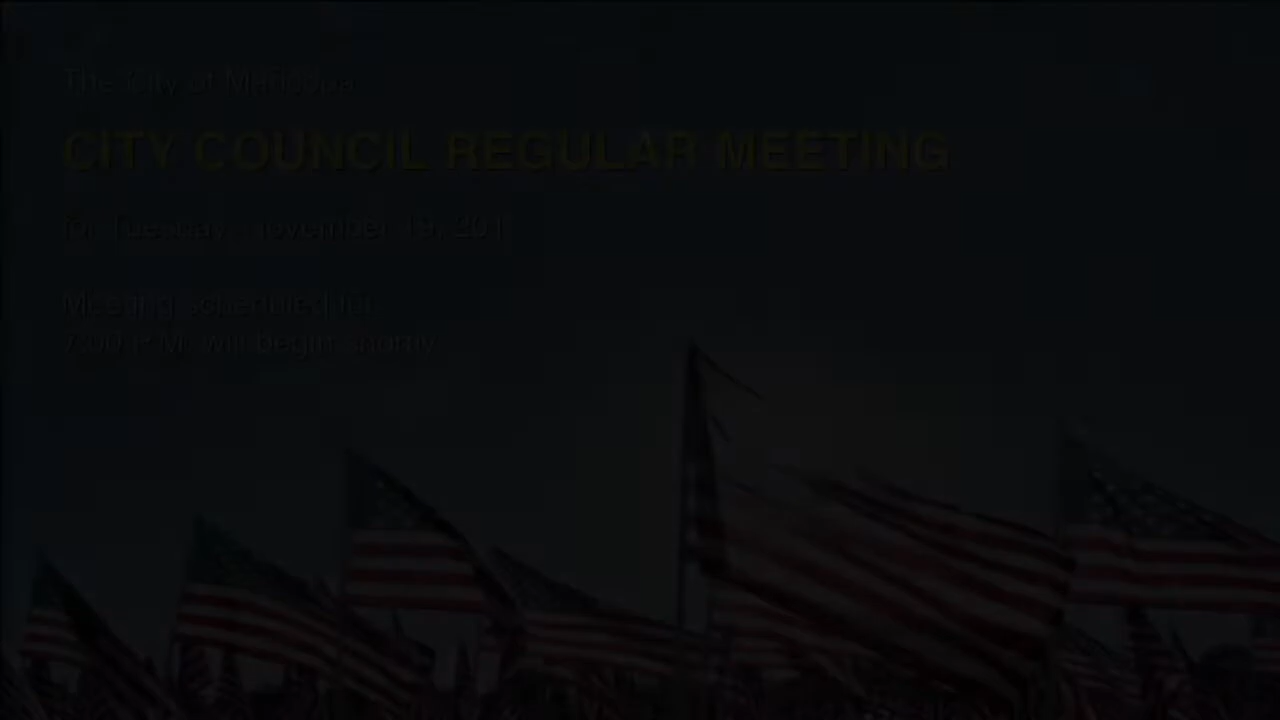 The City of Maricopa
CITY COUNCIL REGULAR MEETING
for Tuesday, November 19,
Meeting scheduled for
7:00 P.M. will begin shortly